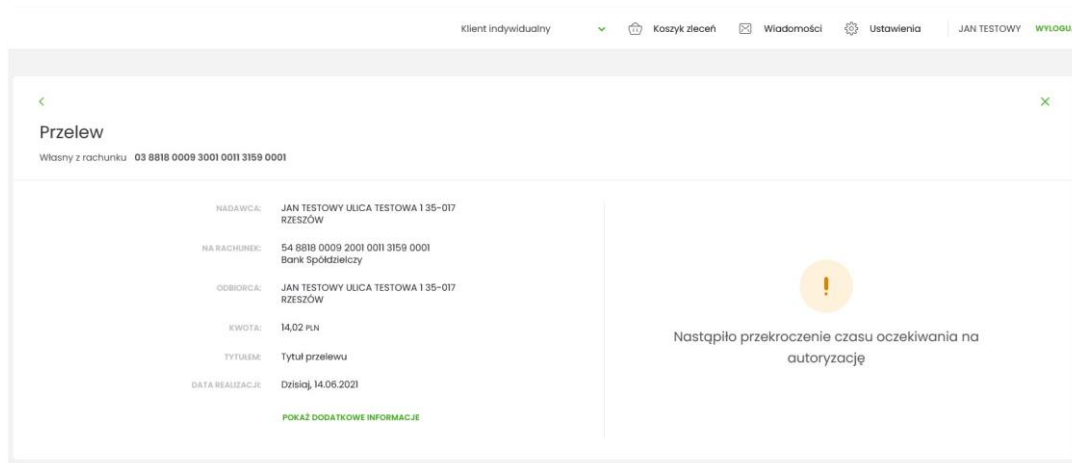 Klient indywidualny Koszyk zleceń Wiadomości Ustawienia JAN TESTOWY
Przelew
Własny z rachunku 03 8818 0009 3001 0011 3159 0001
NADAWCA: JAN TESTOWY ULICA TESTOWA 1 35-017
RZESZÓW
NA RACHUNEK: 54 8818 0009 2001 0011 3159 0001
Bank Spółdzielczy
ODBIORCA: JAN TESTOWY ULICA TESTOWA 1 35-017
RZESZÓW
KWOTA: 14,02 PLN
TYTUŁEM: Tytuł przelewu
DATA REALIZACJI: Dzisiaj, 14.06.2021
POKAŻ DODATKOWE INFORMACJE
!
Nastąpiło przekroczenie czasu oczekiwania na
autoryzację